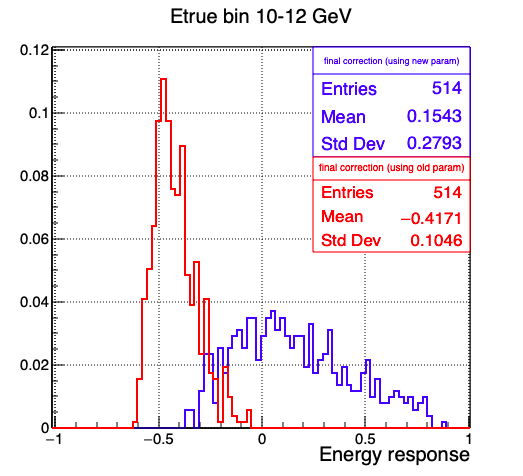 Etrue bin 10-12 GeV
0.12
final correction (using new param)
Entries 514
0.1
Mean 0.1543
Std Dev 0.2793
final correction (using old param)
0.08
Entries 514
Mean −0.4171
0.06
Std Dev 0.1046
0.04
0.02
0
−1 −0.5 0 0.5 1
Energy response